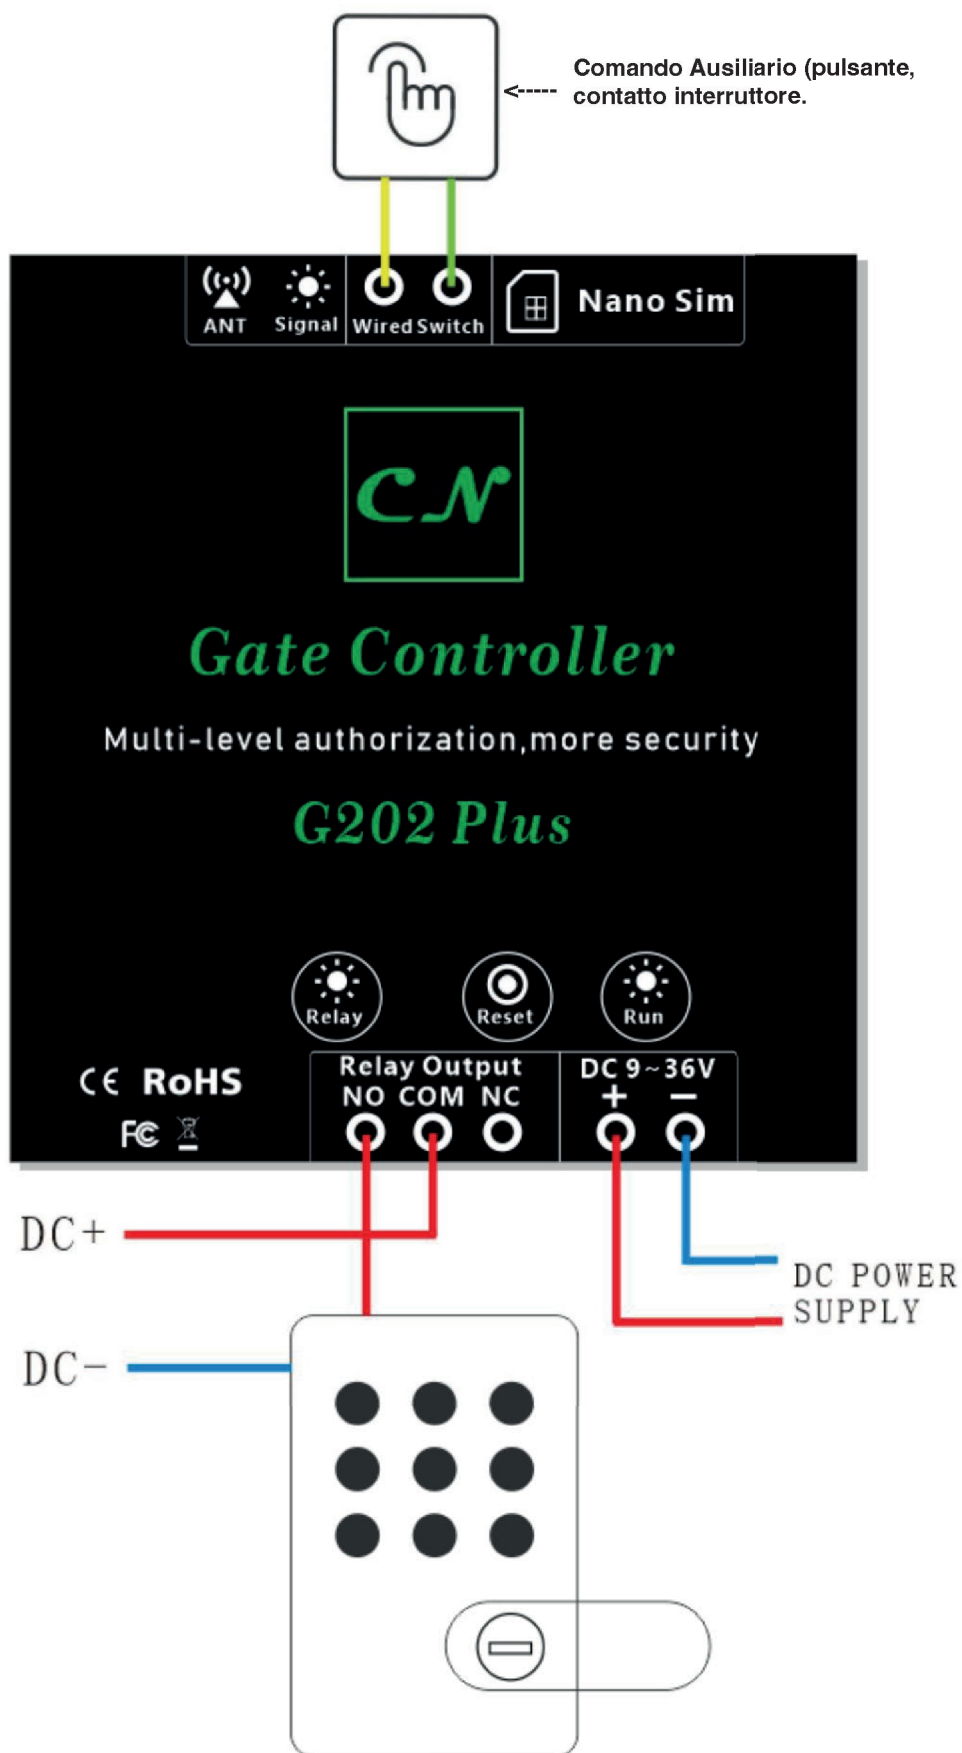 Comando Ausiliario (pulsante,
<----- contatto interruttore.
ANT Signal Wired Switch Nano Sim
CN
Gate Controller
Multi-level authorization,more security
G202 Plus
Relay Reset Run
CE RoHS
FC
Relay Output
NO COM NC
DC 9~36V
+ −
DC+
DC−
DC POWER
SUPPLY